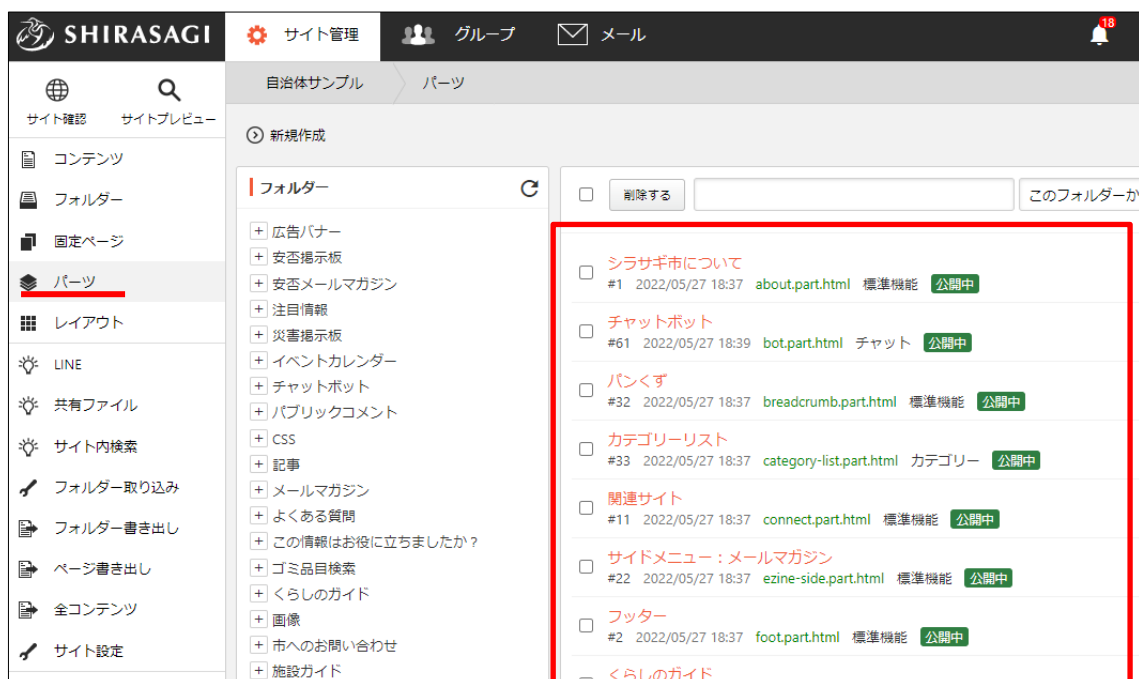 SHIRASAGI
サイト管理
グループ
メール
18
サイト確認
サイトプレビュー
自治体サンプル
パーツ
新規作成
コンテンツ
フォルダー
固定ページ
パーツ
レイアウト
LINE
共有ファイル
サイト内検索
フォルダー取り込み
フォルダー書き出し
ページ書き出し
全コンテンツ
サイト設定
フォルダー
広告バナー
安否掲示板
安否メールマガジン
注目情報
災害掲示板
イベントカレンダー
チャットボット
パブリックコメント
CSS
記事
メールマガジン
よくある質問
この情報はお役に立ちましたか？
ゴミ品目検索
くらしのガイド
画像
市へのお問い合わせ
施設ガイド
削除する
このフォルダーか
シラサギ市について
#1 2022/05/27 18:37 about.part.html 標準機能 公開中
チャットボット
#61 2022/05/27 18:39 bot.part.html チャット 公開中
パンくず
#32 2022/05/27 18:37 breadcrumb.part.html 標準機能 公開中
カテゴリーリスト
#33 2022/05/27 18:37 category-list.part.html カテゴリー 公開中
関連サイト
#11 2022/05/27 18:37 connect.part.html 標準機能 公開中
サイドメニュー：メールマガジン
#22 2022/05/27 18:37 ezine-side.part.html 標準機能 公開中
フッター
#2 2022/05/27 18:37 foot.part.html 標準機能 公開中
くらしのガイド